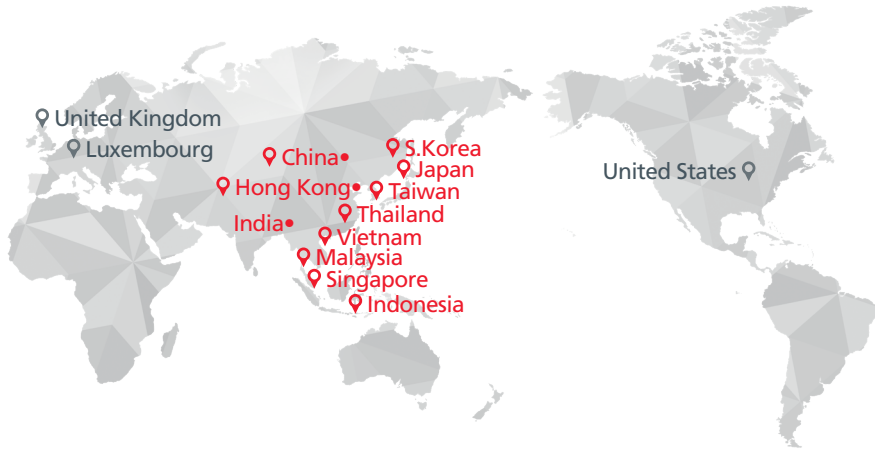 United Kingdom
Luxembourg
China
S.Korea
Japan
Hong Kong
Taiwan
India
Thailand
Vietnam
Malaysia
Singapore
Indonesia
United States